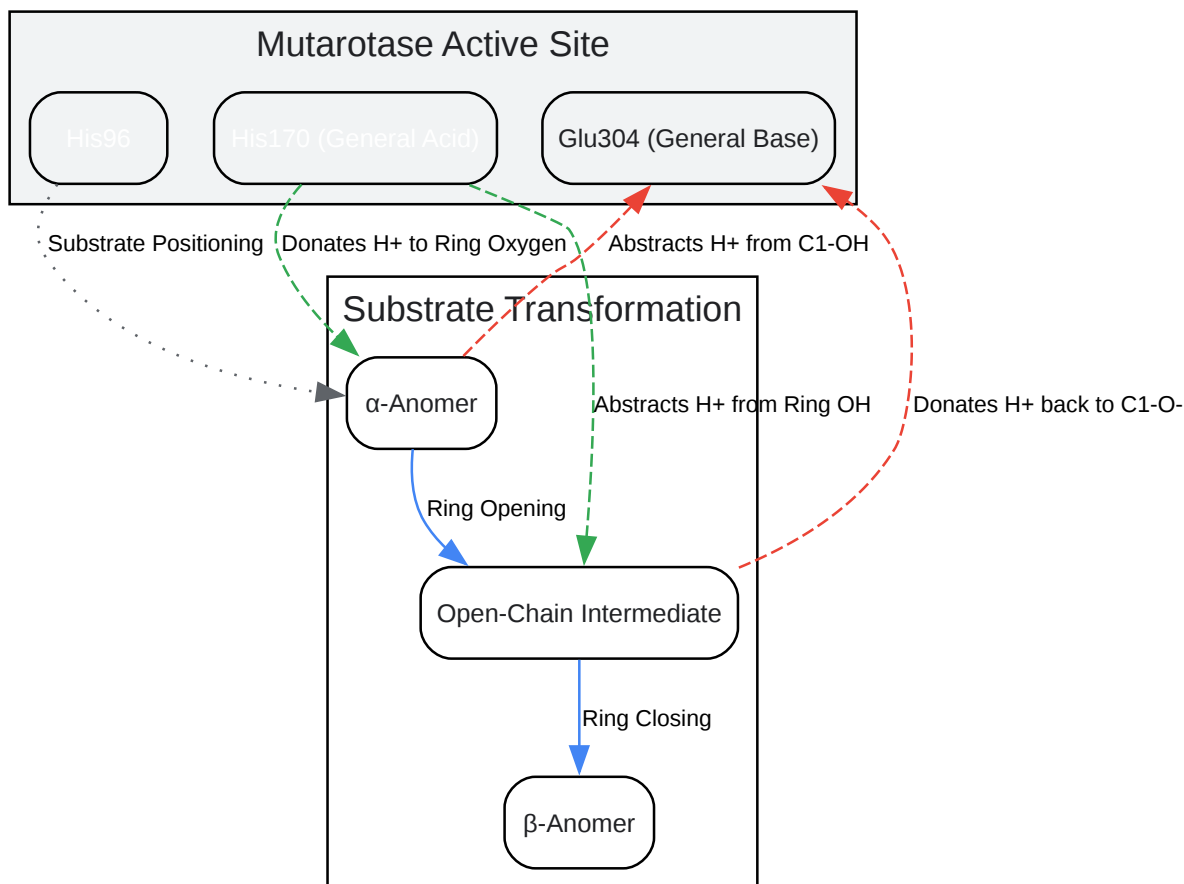 Mutarotase Active Site
His96
His170 (General Acid)
Glu304 (General Base)
Substrate Positioning
Donates H+ to Ring Oxygen
Abstracts H+ from C1-OH
Substrate Transformation
α-Anomer
Abstracts H+ from Ring OH
Donates H+ back to C1-O-
Ring Opening
Open-Chain Intermediate
Ring Closing
β-Anomer